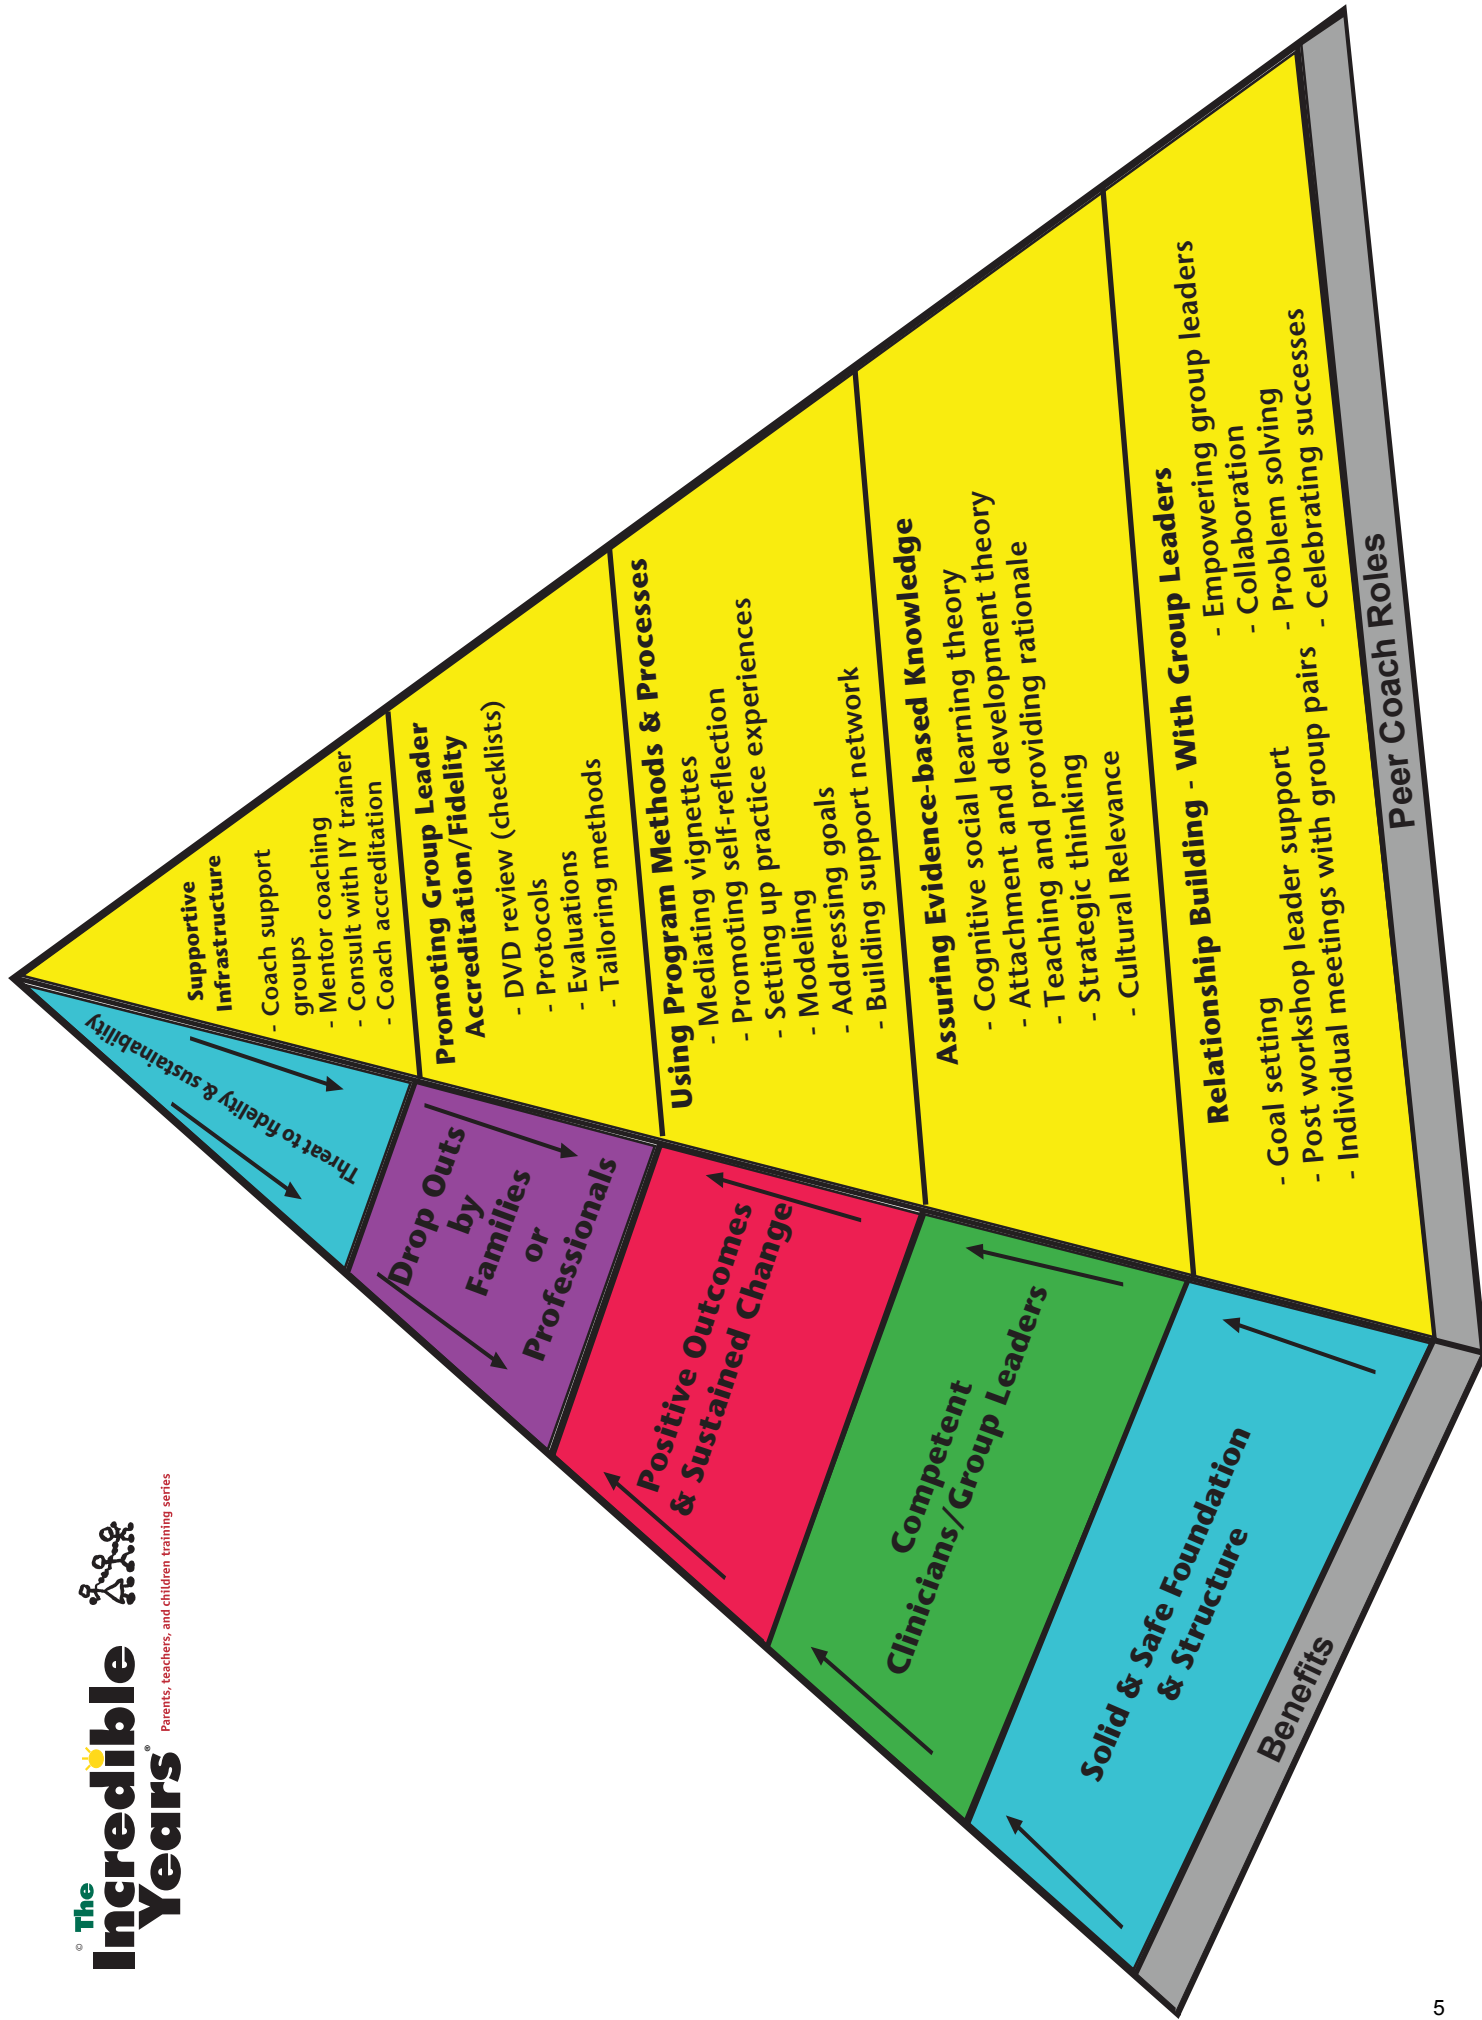 © The
Incredible
Years®
Parents, teachers, and children training series
Threat to fidelity & sustainability
Drop Outs
by
Families
or
Professionals
Positive Outcomes
& Sustained Change
Competent
Clinicians/Group Leaders
Solid & Safe Foundation
& Structure
Benefits
Supportive
Infrastructure
- Coach support
groups
- Mentor coaching
- Consult with IY trainer
- Coach accreditation
Promoting Group Leader
Accreditation/Fidelity
- DVD review (checklists)
- Protocols
- Evaluations
- Tailoring methods
Using Program Methods & Processes
- Mediating vignettes
- Promoting self-reflection
- Setting up practice experiences
- Modeling
- Addressing goals
- Building support network
Assuring Evidence-based Knowledge
- Cognitive social learning theory
- Attachment and development theory
- Teaching and providing rationale
- Strategic thinking
- Cultural Relevance
Relationship Building - With Group Leaders
- Goal setting
- Post workshop leader support
- Individual meetings with group pairs
- Empowering group leaders
- Collaboration
- Problem solving
- Celebrating successes
Peer Coach Roles
5